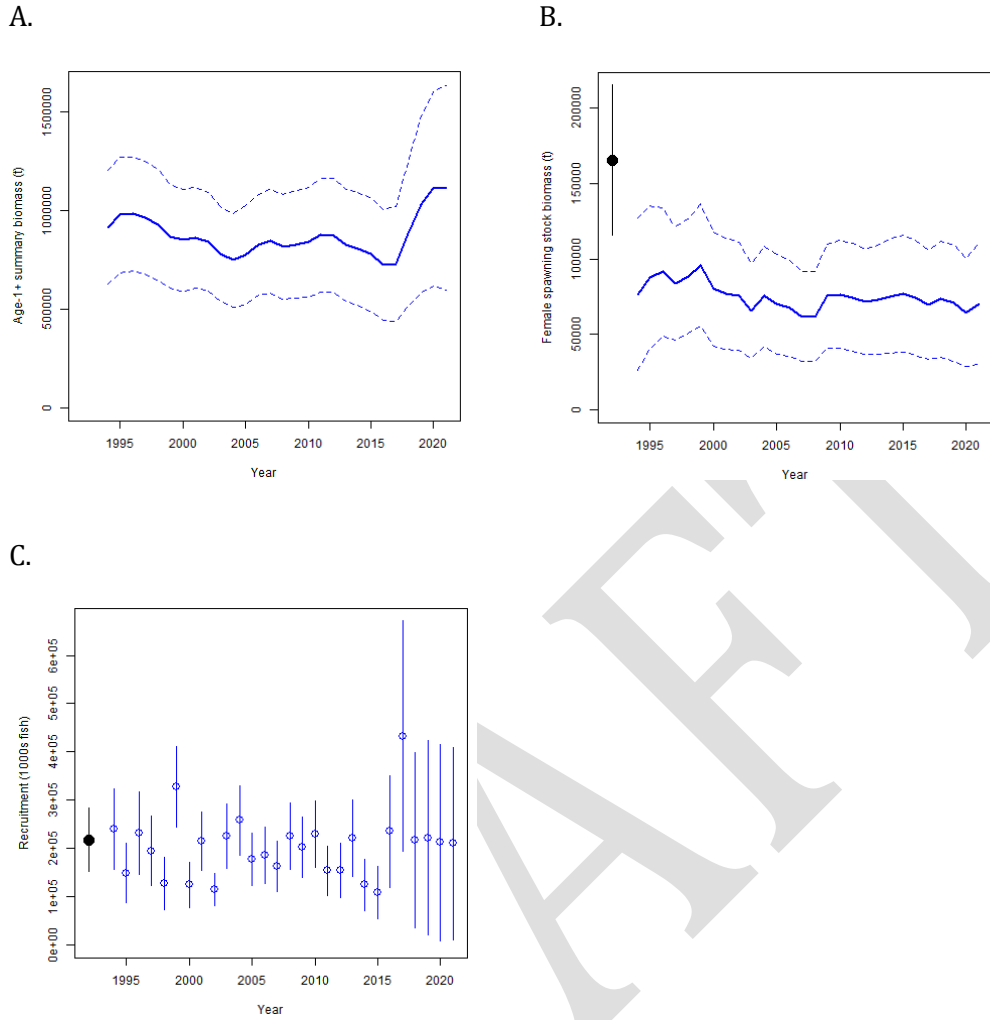 A.
B.
Age-1+ summary biomass (t)
0
500000
1000000
1500000
1995 2000 2005 2010 2015 2020
Year
Female spawning stock biomass (t)
0
50000
100000
150000
200000
1995 2000 2005 2010 2015 2020
Year
C.
Recruitment (1000s fish)
0e+00
1e+05
2e+05
3e+05
4e+05
5e+05
6e+05
1995 2000 2005 2010 2015 2020
Year